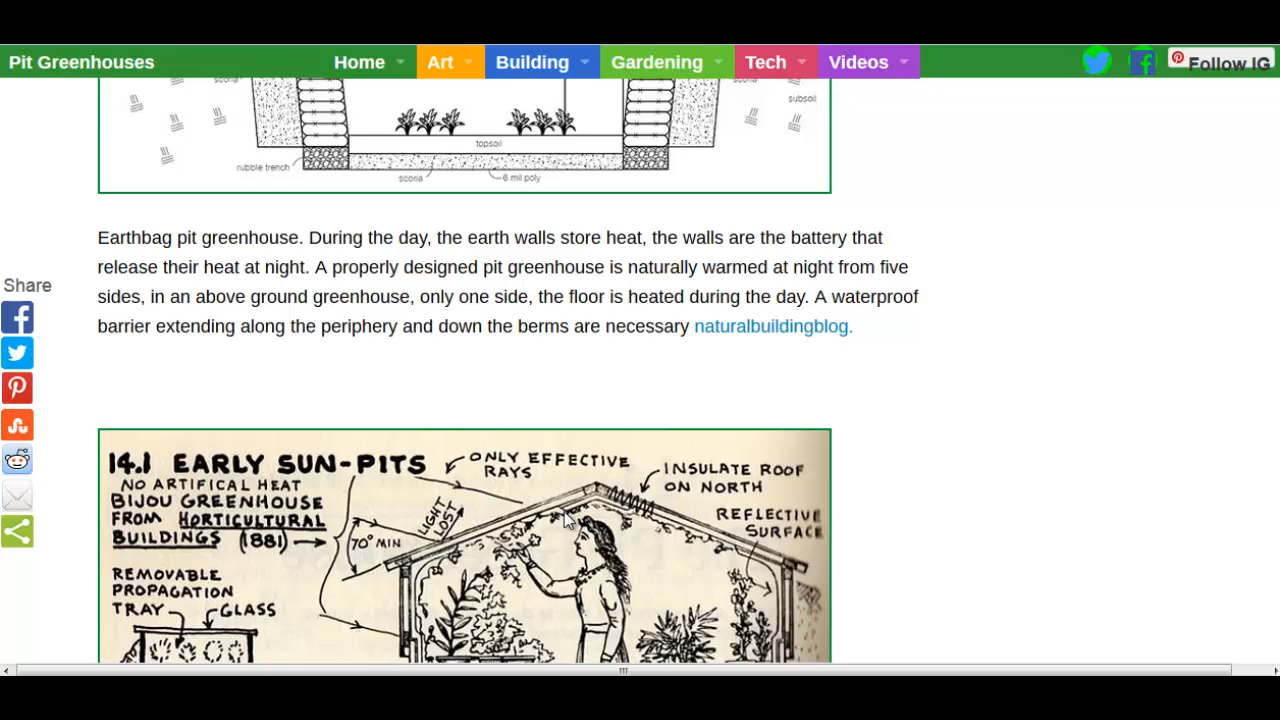 Pit Greenhouses Home Art Building Gardening Tech Videos Follow IG
scoria scoria
subsoil
topsoil
rubble trench
scoria 6 mil poly
Earthbag pit greenhouse. During the day, the earth walls store heat, the walls are the battery that
release their heat at night. A properly designed pit greenhouse is naturally warmed at night from five
sides, in an above ground greenhouse, only one side, the floor is heated during the day. A waterproof
barrier extending along the periphery and down the berms are necessary naturalbuildingblog.
Share
14.1 EARLY SUN-PITS
NO ARTIFICAL HEAT
BIJOU GREENHOUSE
FROM HORTICULTURAL
BUILDINGS (1881)
ONLY EFFECTIVE
RAYS
LIGHT
LOST
70° MIN
INSULATE ROOF
ON NORTH
REFLECTIVE
SURFACE
REMOVABLE
PROPAGATION
TRAY GLASS